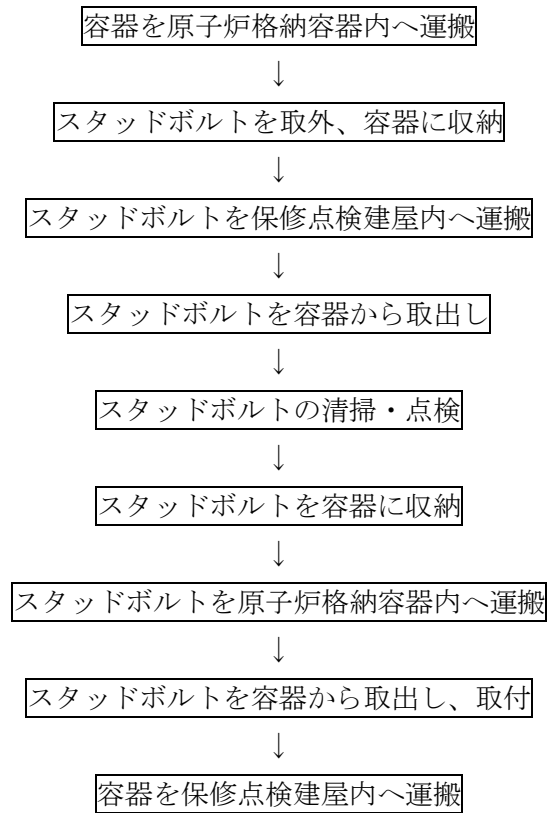 容器を原子炉格納容器内へ運搬
↓
スタッドボルトを取外、容器に収納
↓
スタッドボルトを保修点検建屋内へ運搬
↓
スタッドボルトを容器から取出し
↓
スタッドボルトの清掃・点検
↓
スタッドボルトを容器に収納
↓
スタッドボルトを原子炉格納容器内へ運搬
↓
スタッドボルトを容器から取出し、取付
↓
容器を保修点検建屋内へ運搬